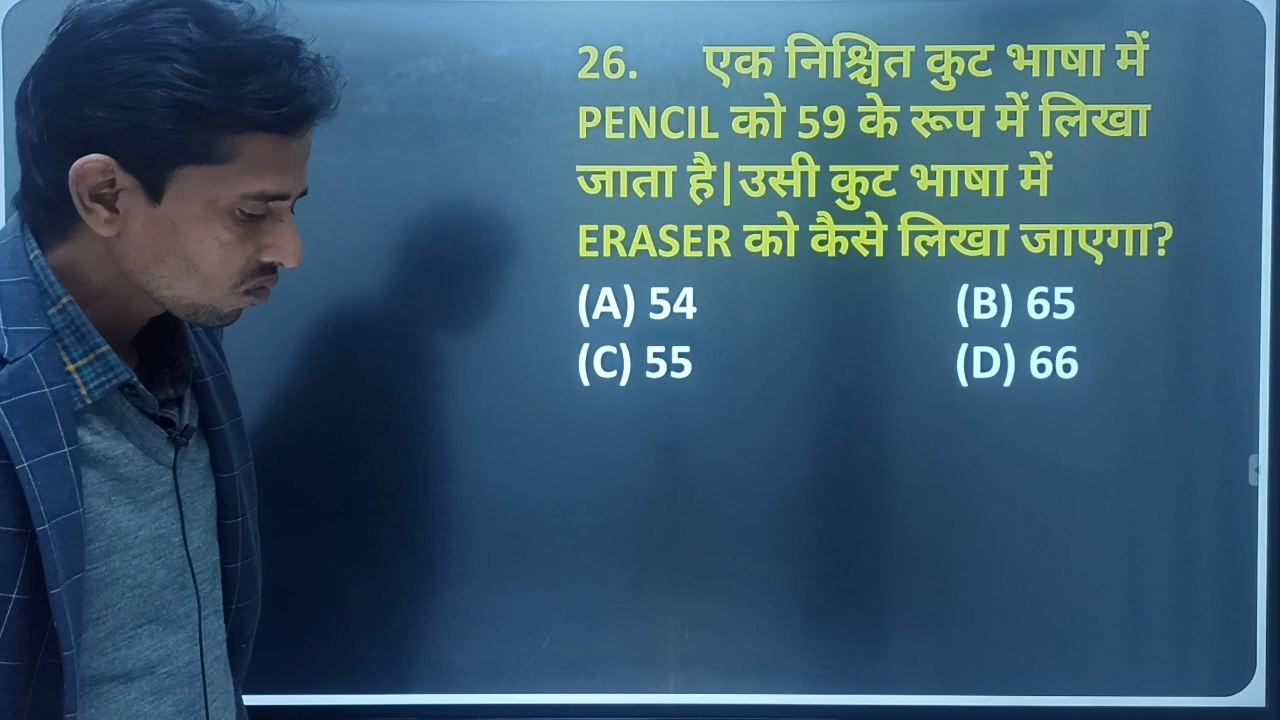 26. एक निश्चित कुट भाषा में
PENCIL को 59 के रूप में लिखा
जाता है|उसी कुट भाषा में
ERASER को कैसे लिखा जाएगा?
(A) 54 (B) 65
(C) 55 (D) 66